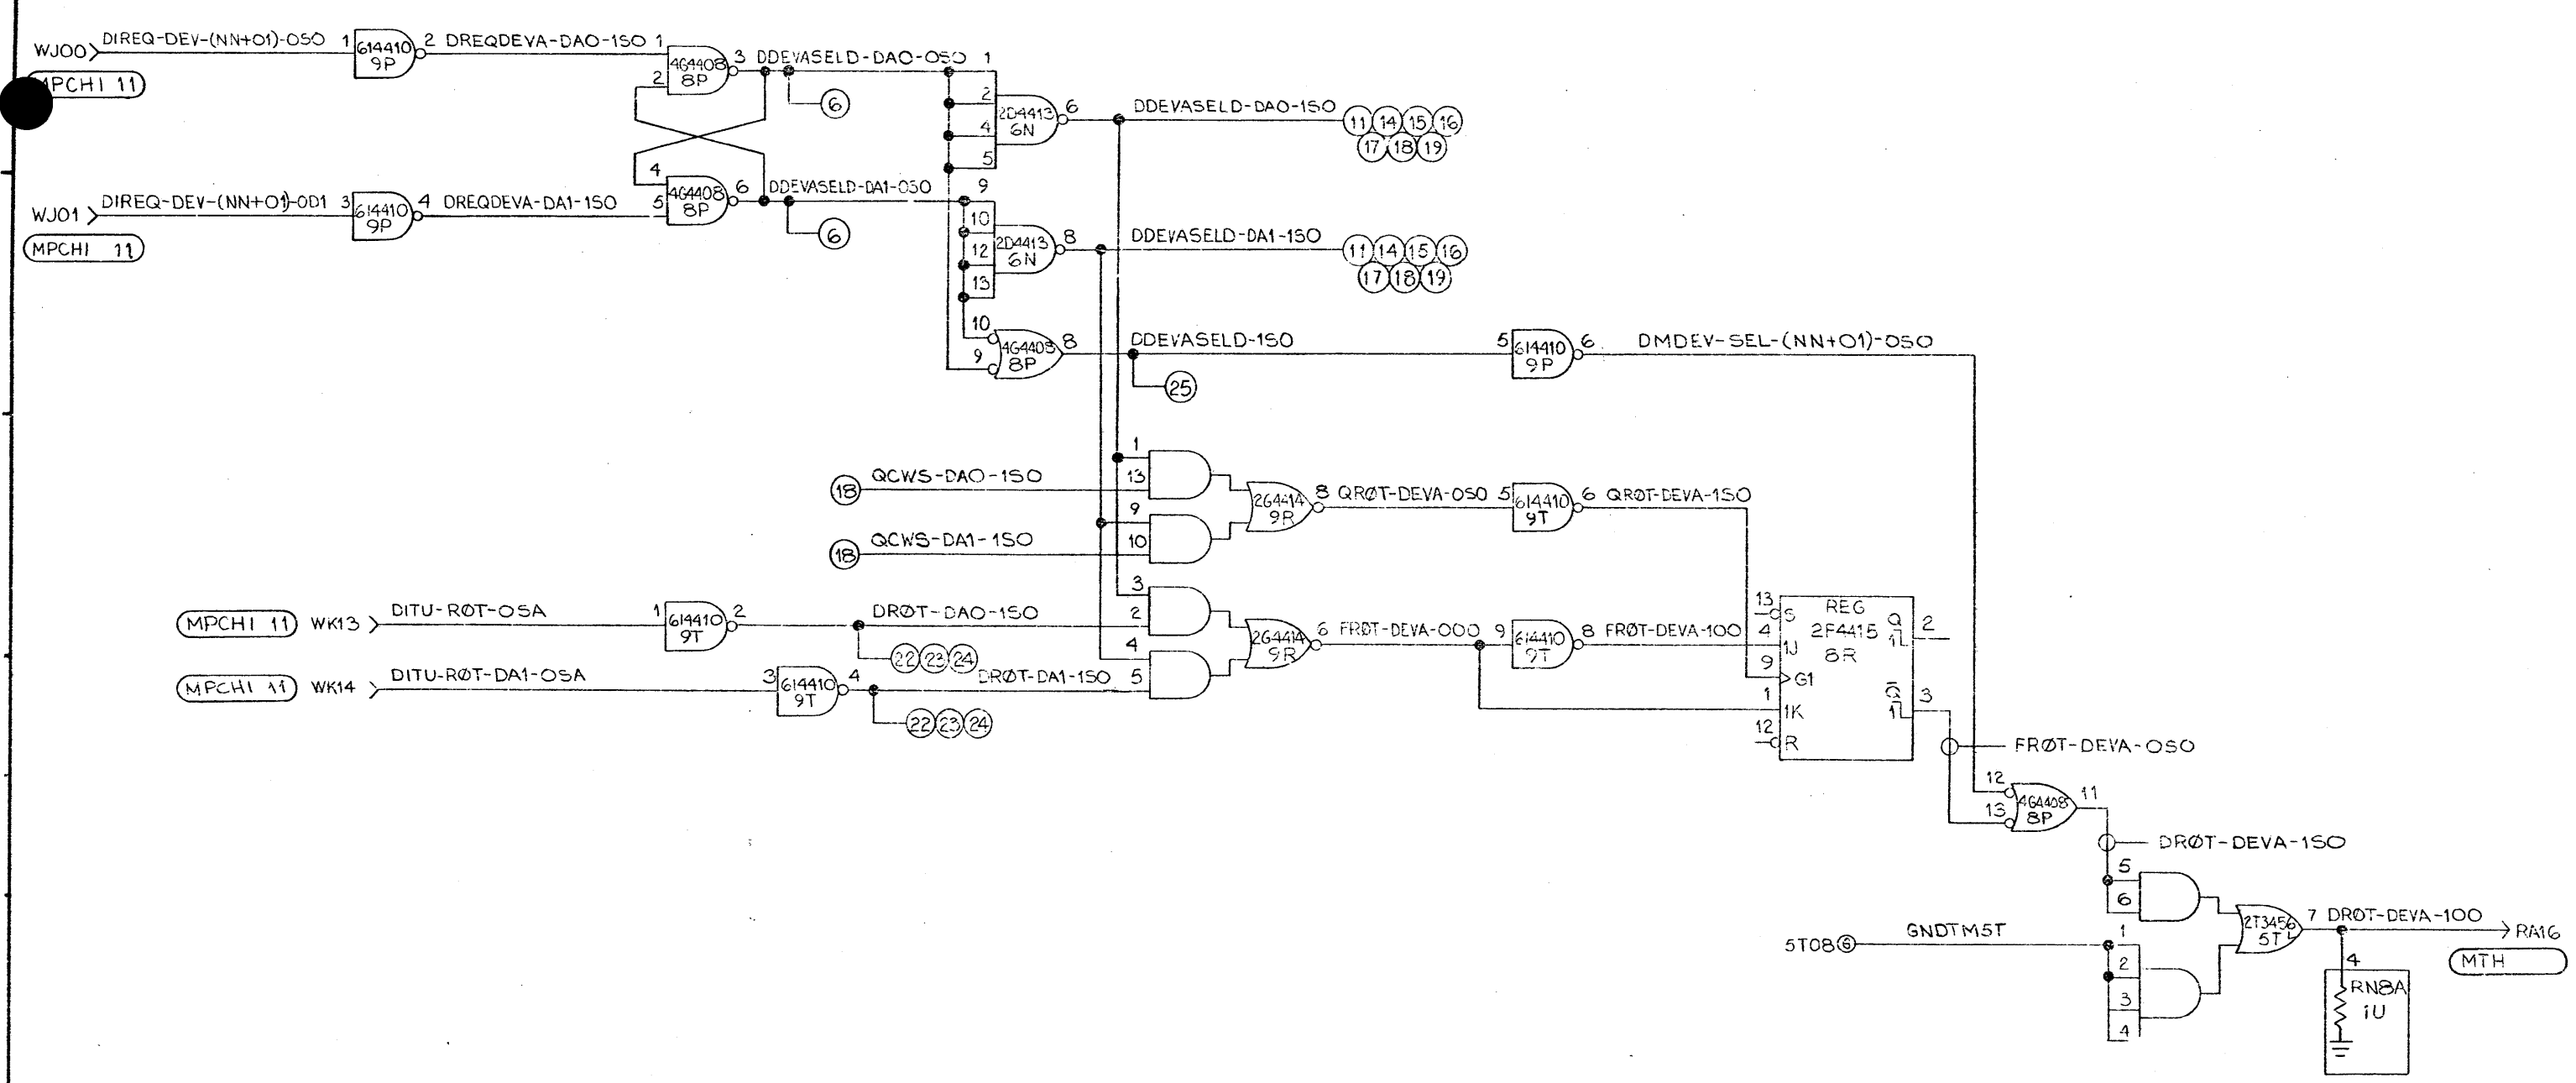 WJ00 DIREQ-DEV-(NN+01)-0S0 1 614410 9P 2 DREQDEVA-DA0-1S0 1
2 4G4408 8P 3 DDEVASELD-DA0-0S0 1
MPCHI 11
6
2
4
5
2D4413 6N 6 DDEVASELD-DA0-1S0 11 14 15 16
17 18 19
WJ01 DIREQ-DEV-(NN+01)-0D1 3 614410 9P 4 DREQDEVA-DA1-1S0 5
4 4G4408 8P 6 DDEVASELD-DA1-0S0 9
MPCHI 11
6
10
12
13
2D4413 6N 8 DDEVASELD-DA1-1S0 11 14 15 16
17 18 19
10
9
4G4408 8P 8 DDEVASELD-1S0 5 614410 9P 6 DMDEV-SEL-(NN+01)-0S0
25
1
18 QCWS-DA0-1S0 13
9
18 QCWS-DA1-1S0 10
2G4414 9R 8 QRØT-DEVA-0S0 5 614410 9T 6 QRØT-DEVA-1S0
MPCHI 11 WK13 DITU-RØT-0SA 1 614410 9T 2 DRØT-DA0-1S0 2
3
22 23 24
MPCHI 11 WK14 DITU-RØT-DA1-0SA 3 614410 9T 4 DRØT-DA1-1S0 5
4
22 23 24
2G4414 9R 6 FRØT-DEVA-000 9 614410 9T 8 FRØT-DEVA-100
REG
2F4415
8R
13 S
4 1J
9 G1
1 1K
12 R
Q 1 2
Q̅ 1 3
FRØT-DEVA-0S0
12
13
4G4408 8P 11
DRØT-DEVA-1S0
5
6
5T08 G GNDTM5T 1
2
3
4
2T3456 5T 7 DRØT-DEVA-100 RA16
MTH
4
RN8A
1U